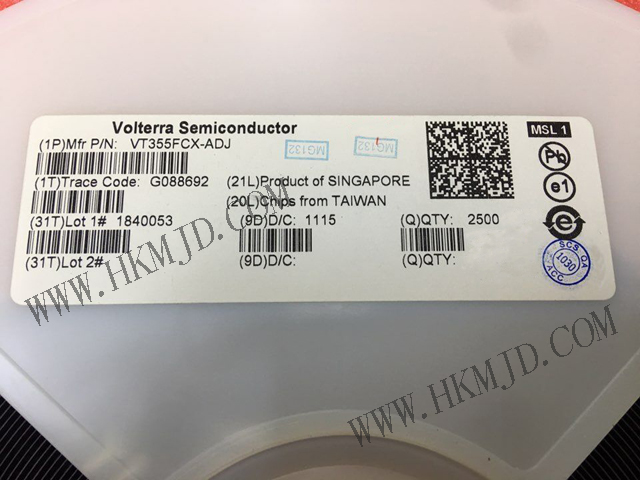 Volterra Semiconductor
(1P)Mfr P/N: VT355FCX-ADJ
MG132 MG132
MSL 1
Pb
(1T)Trace Code: G088692 (21L)Product of SINGAPORE
e1
(20L)Chips from TAIWAN
(31T)Lot 1# 1840053 (9D)D/C: 1115 (Q)QTY: 2500
(31T)Lot 2# (9D)D/C: (Q)QTY:
SCS QA
1030
ACC
WWW.HKMJD.COM
WWW.HKMJD.COM
WWW.HKMJD.COM